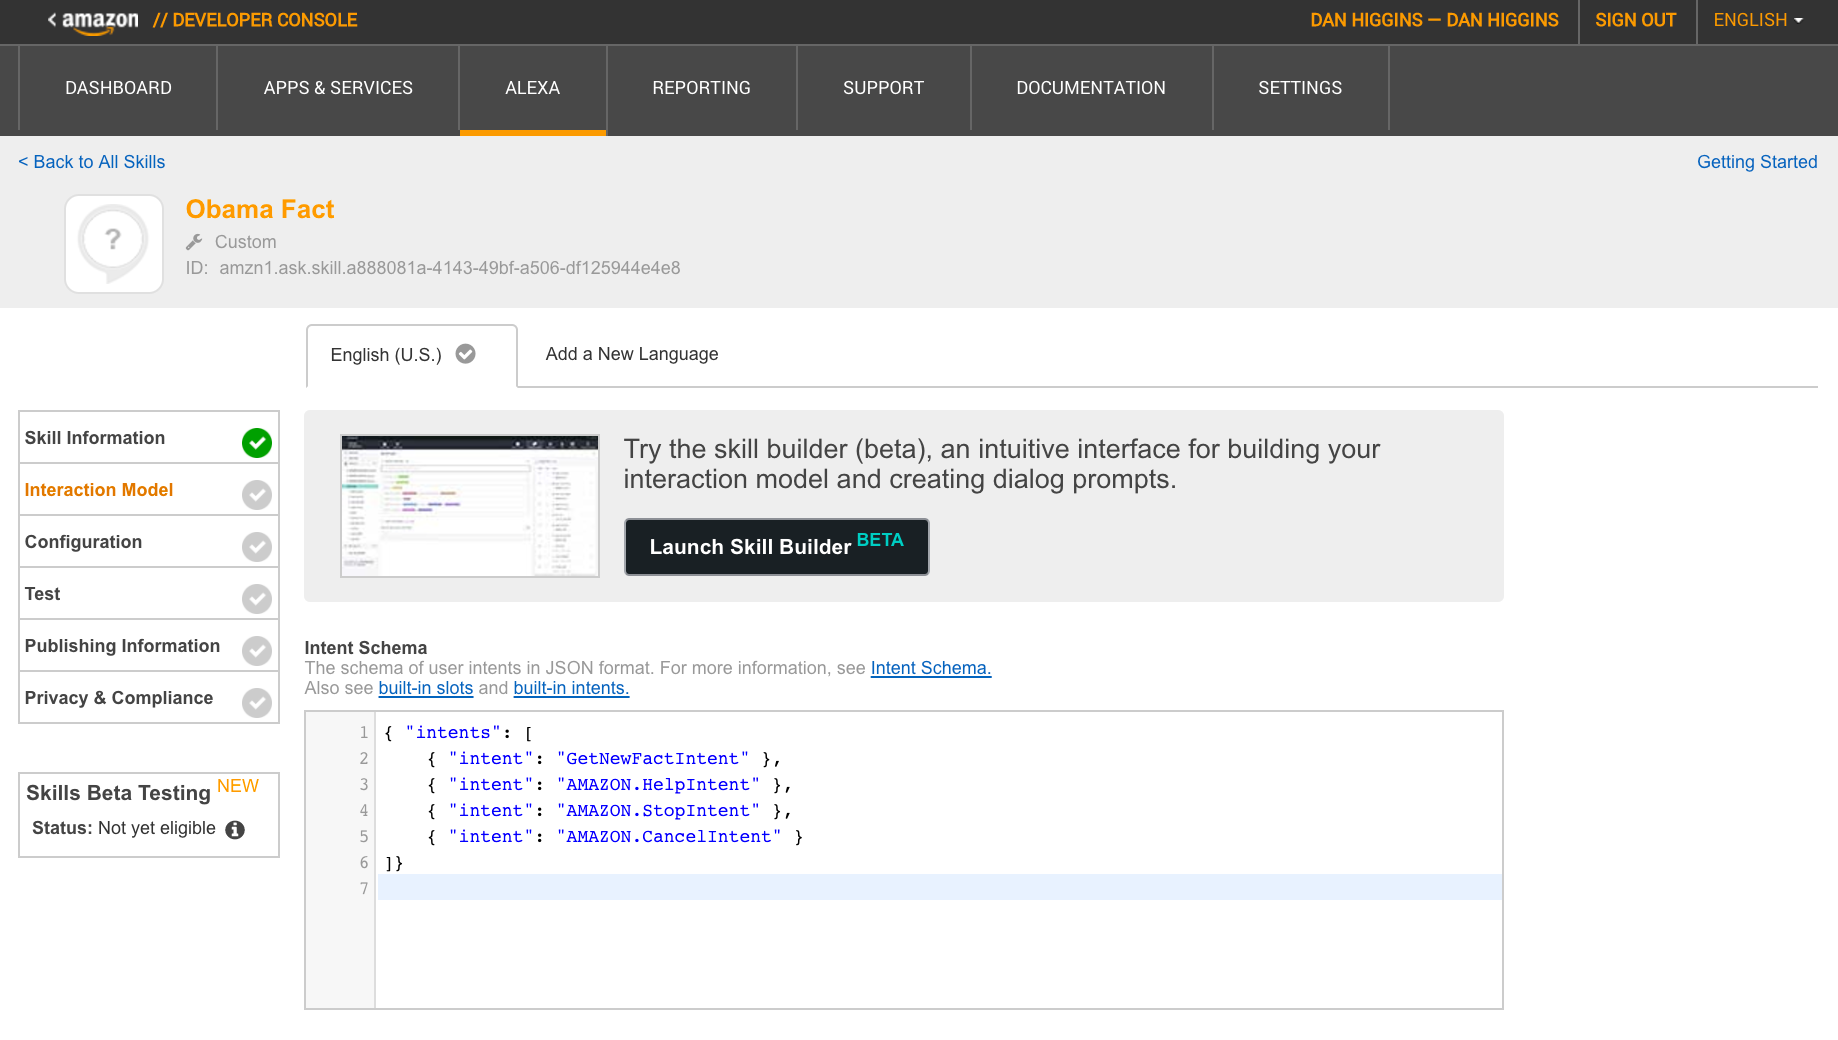 < amazon // DEVELOPER CONSOLE DAN HIGGINS — DAN HIGGINS SIGN OUT ENGLISH
DASHBOARD APPS & SERVICES ALEXA REPORTING SUPPORT DOCUMENTATION SETTINGS
< Back to All Skills Getting Started
?
Obama Fact
Custom
ID: amzn1.ask.skill.a888081a-4143-49bf-a506-df125944e4e8
English (U.S.) Add a New Language
Skill Information
Interaction Model
Configuration
Test
Publishing Information
Privacy & Compliance
Skills Beta Testing NEW
Status: Not yet eligible
Try the skill builder (beta), an intuitive interface for building your
interaction model and creating dialog prompts.
Launch Skill Builder BETA
Intent Schema
The schema of user intents in JSON format. For more information, see Intent Schema.
Also see built-in slots and built-in intents.
1 { "intents": [
2 { "intent": "GetNewFactIntent" },
3 { "intent": "AMAZON.HelpIntent" },
4 { "intent": "AMAZON.StopIntent" },
5 { "intent": "AMAZON.CancelIntent" }
6 ]}
7